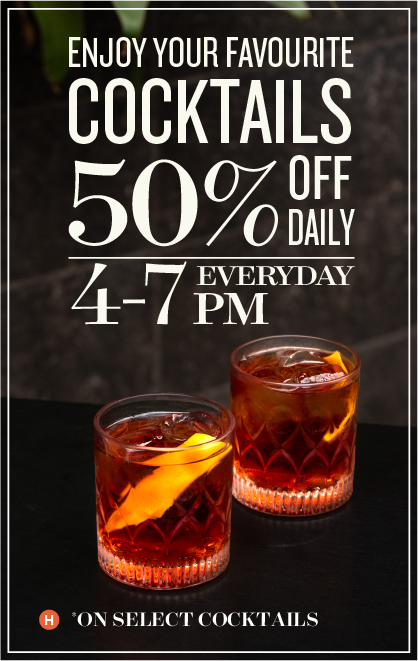 ENJOY YOUR FAVOURITE
COCKTAILS
50% OFF DAILY
4-7 PM EVERYDAY
H *ON SELECT COCKTAILS